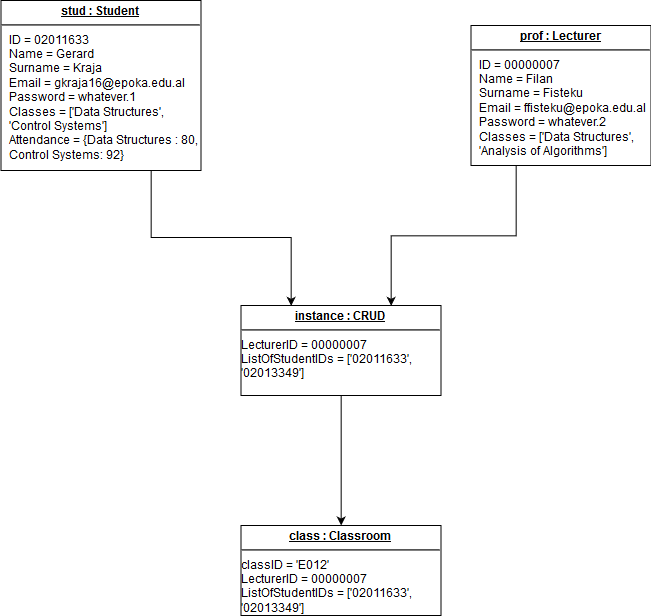 stud : Student
ID = 02011633
Name = Gerard
Surname = Kraja
Email = gkraja16@epoka.edu.al
Password = whatever.1
Classes = ['Data Structures',
'Control Systems']
Attendance = {Data Structures : 80,
Control Systems: 92}
prof : Lecturer
ID = 00000007
Name = Filan
Surname = Fisteku
Email = ffisteku@epoka.edu.al
Password = whatever.2
Classes = ['Data Structures',
'Analysis of Algorithms']
instance : CRUD
LecturerID = 00000007
ListOfStudentIDs = ['02011633',
'02013349']
class : Classroom
classID = 'E012'
LecturerID = 00000007
ListOfStudentIDs = ['02011633',
'02013349']